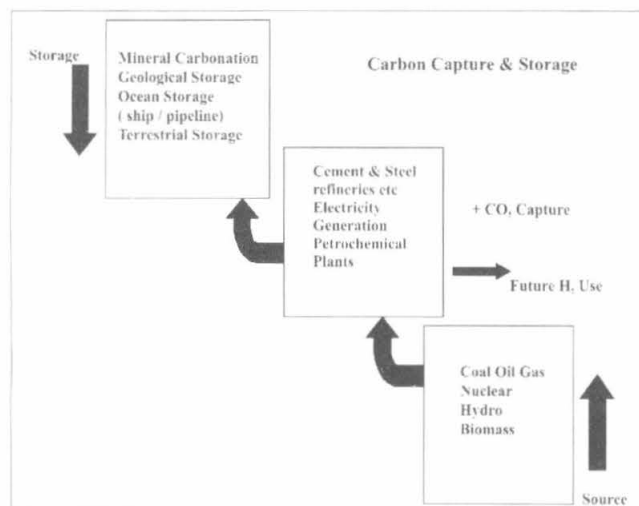 Storage
Mineral Carbonation
Geological Storage
Ocean Storage
( ship / pipeline)
Terrestrial Storage
Carbon Capture & Storage
Cement & Steel
refineries etc
Electricity
Generation
Petrochemical
Plants
+ CO, Capture
Future H, Use
Coal Oil Gas
Nuclear
Hydro
Biomass
Source